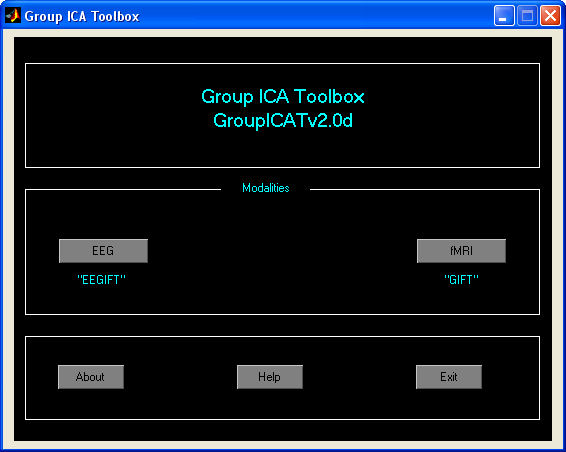 Group ICA Toolbox
Group ICA Toolbox
GroupICATv2.0d
Modalities
EEG
fMRI
"EEGIFT"
"GIFT"
About
Help
Exit